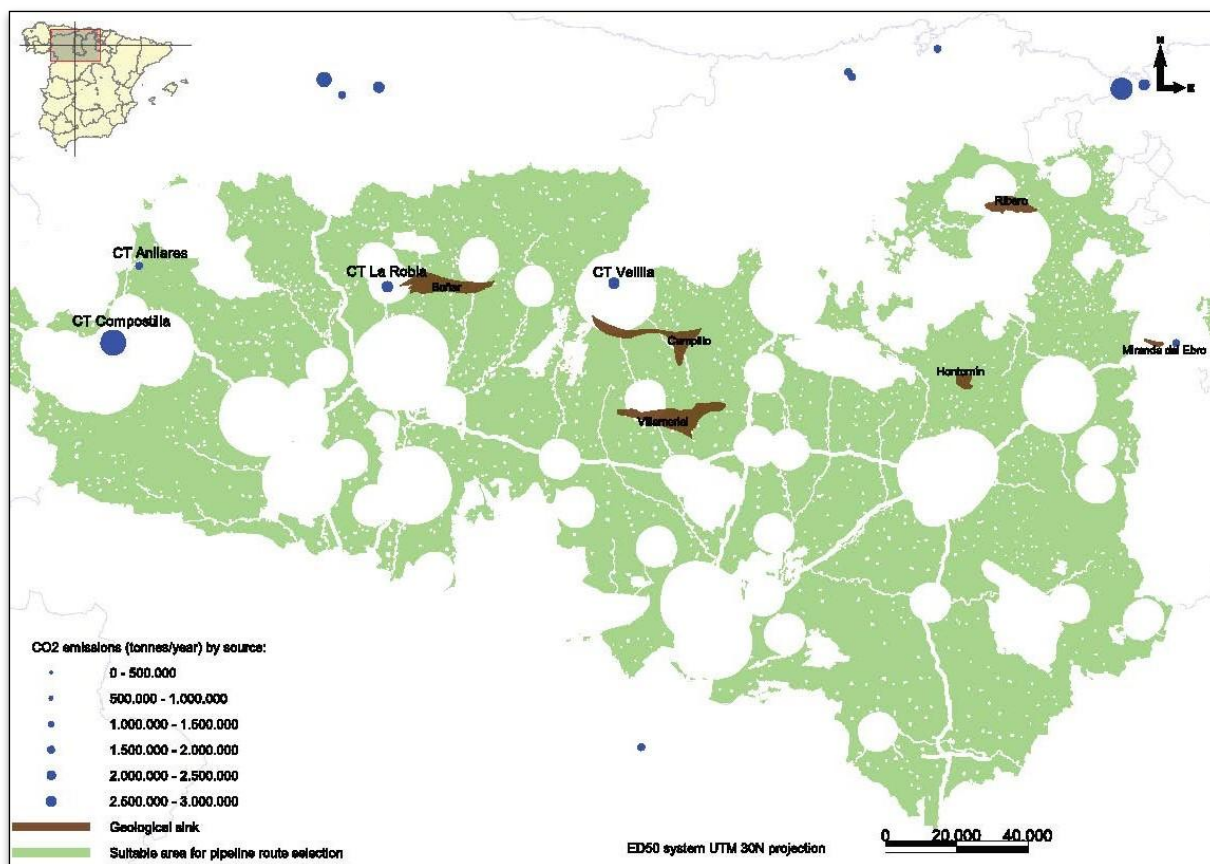 N
E
Ribero
CT Anllares
CT La Robla
Boñar
CT Velilla
CT Compostilla
Campillo
Miranda del Ebro
Hontomín
Villameriel
CO2 emissions (tonnes/year) by source:
0 - 500.000
500.000 - 1.000.000
1.000.000 - 1.500.000
1.500.000 - 2.000.000
2.000.000 - 2.500.000
2.500.000 - 3.000.000
Geological sink
Suitable area for pipeline route selection
ED50 system UTM 30N projection
0 20.000 40.000